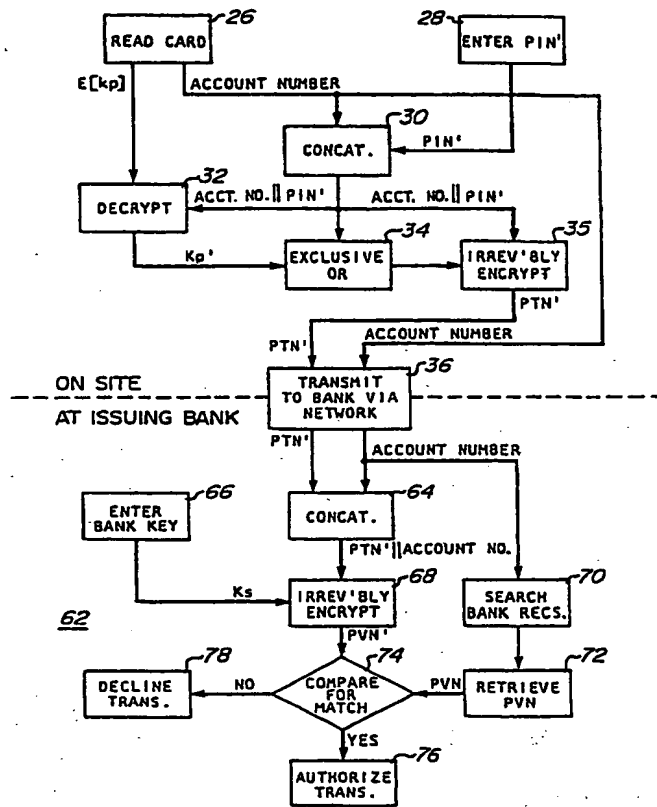 26
READ CARD
28
ENTER PIN'
E[kp]
ACCOUNT NUMBER
30
CONCAT.
PIN'
32
DECRYPT
ACCT. NO.||PIN'
ACCT. NO.||PIN'
34
EXCLUSIVE
OR
35
IRREV'BLY
ENCRYPT
Kp'
PTN'
PTN'
ACCOUNT NUMBER
36
TRANSMIT
TO BANK VIA
NETWORK
ON SITE
AT ISSUING BANK
PTN'
ACCOUNT NUMBER
66
ENTER
BANK KEY
64
CONCAT.
PTN'||ACCOUNT NO.
Ks
68
IRREV'BLY
ENCRYPT
70
SEARCH
BANK RECS.
62
PVN'
78
DECLINE
TRANS.
NO
74
COMPARE
FOR
MATCH
PVN
72
RETRIEVE
PVN
YES
76
AUTHORIZE
TRANS.